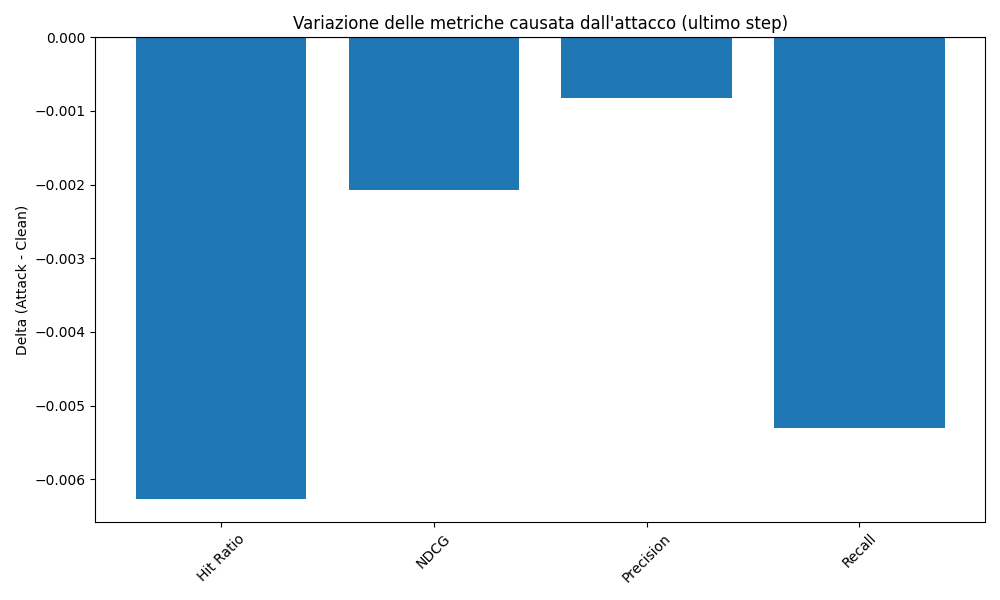 Variazione delle metriche causata dall'attacco (ultimo step)
Delta (Attack - Clean)
0.000
−0.001
−0.002
−0.003
−0.004
−0.005
−0.006
Hit Ratio
NDCG
Precision
Recall